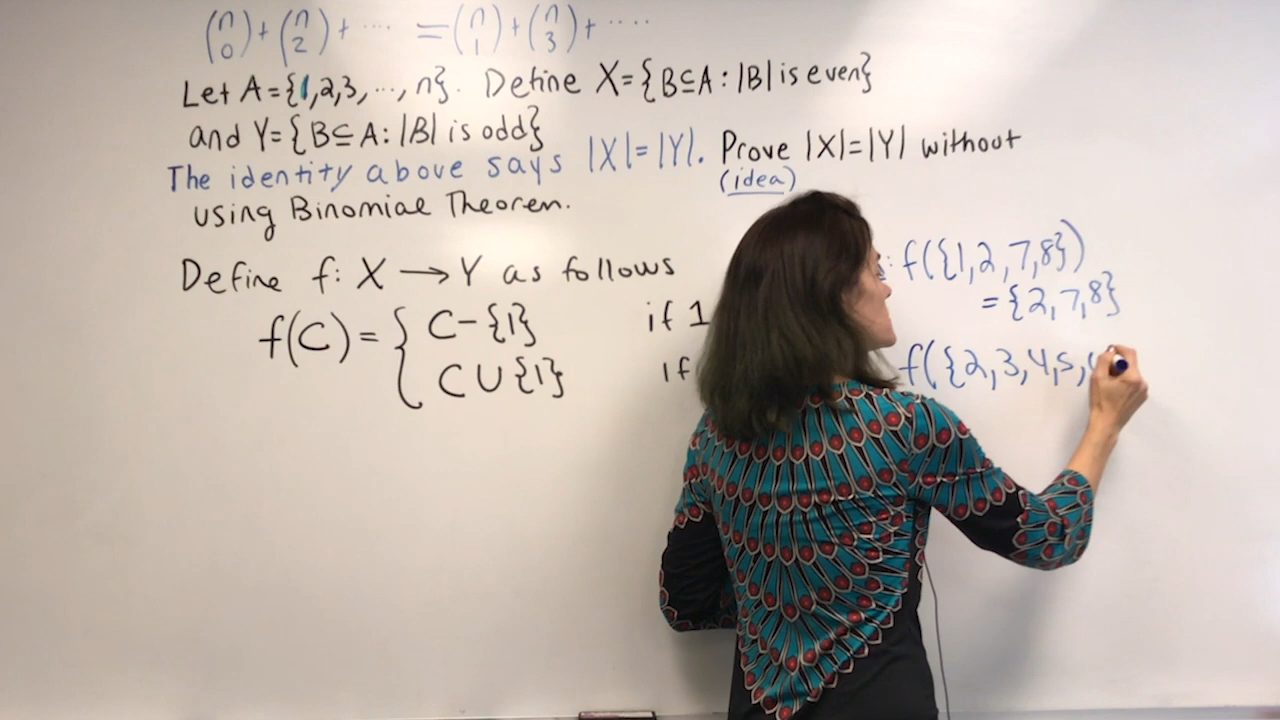 (n 0) + (n 2) + ···· = (n 1) + (n 3) + ····
Let A = {1,2,3, ..., n}. Define X = {B ⊆ A : |B| is even}
and Y = {B ⊆ A : |B| is odd}
The identity above says |X| = |Y|. Prove |X| = |Y| without
(idea)
using Binomial Theorem.
Define f: X → Y as follows
f(C) = { C - {1} if 1
C ∪ {1} if
: f({1,2,7,8})
= {2,7,8}
f({2,3,4,5,